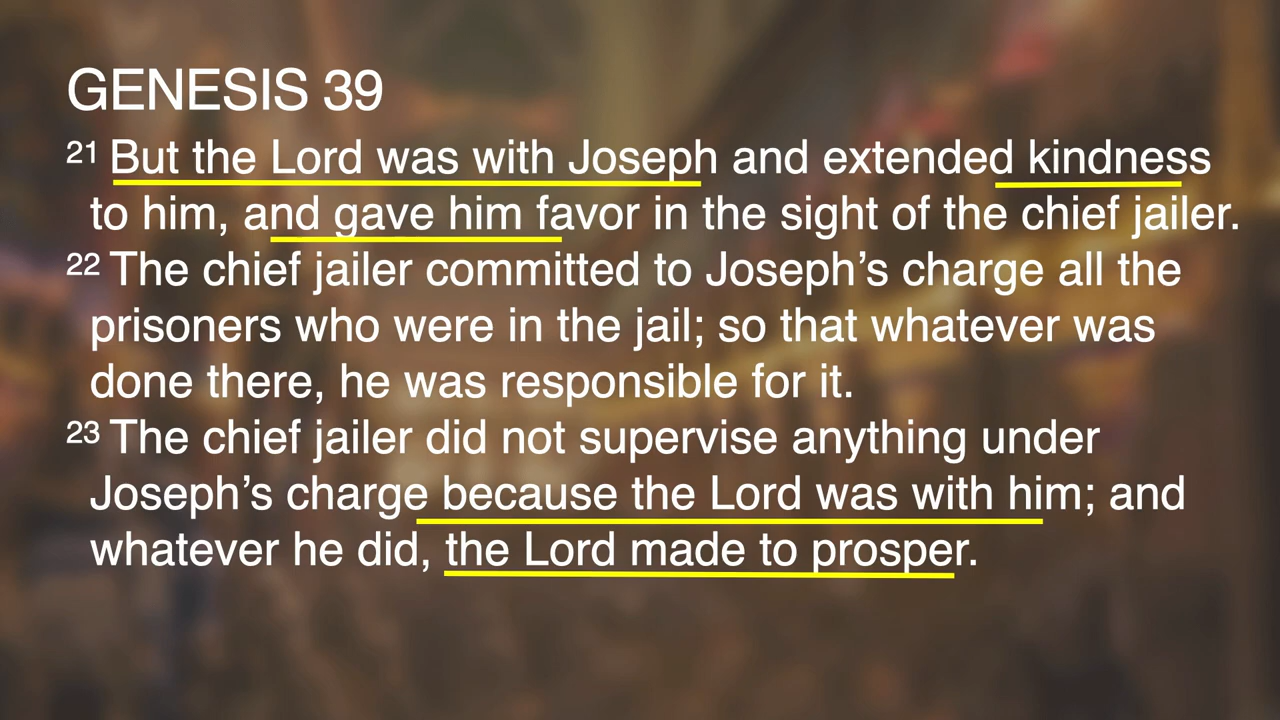 GENESIS 39
21 But the Lord was with Joseph and extended kindness
to him, and gave him favor in the sight of the chief jailer.
22 The chief jailer committed to Joseph’s charge all the
prisoners who were in the jail; so that whatever was
done there, he was responsible for it.
23 The chief jailer did not supervise anything under
Joseph’s charge because the Lord was with him; and
whatever he did, the Lord made to prosper.